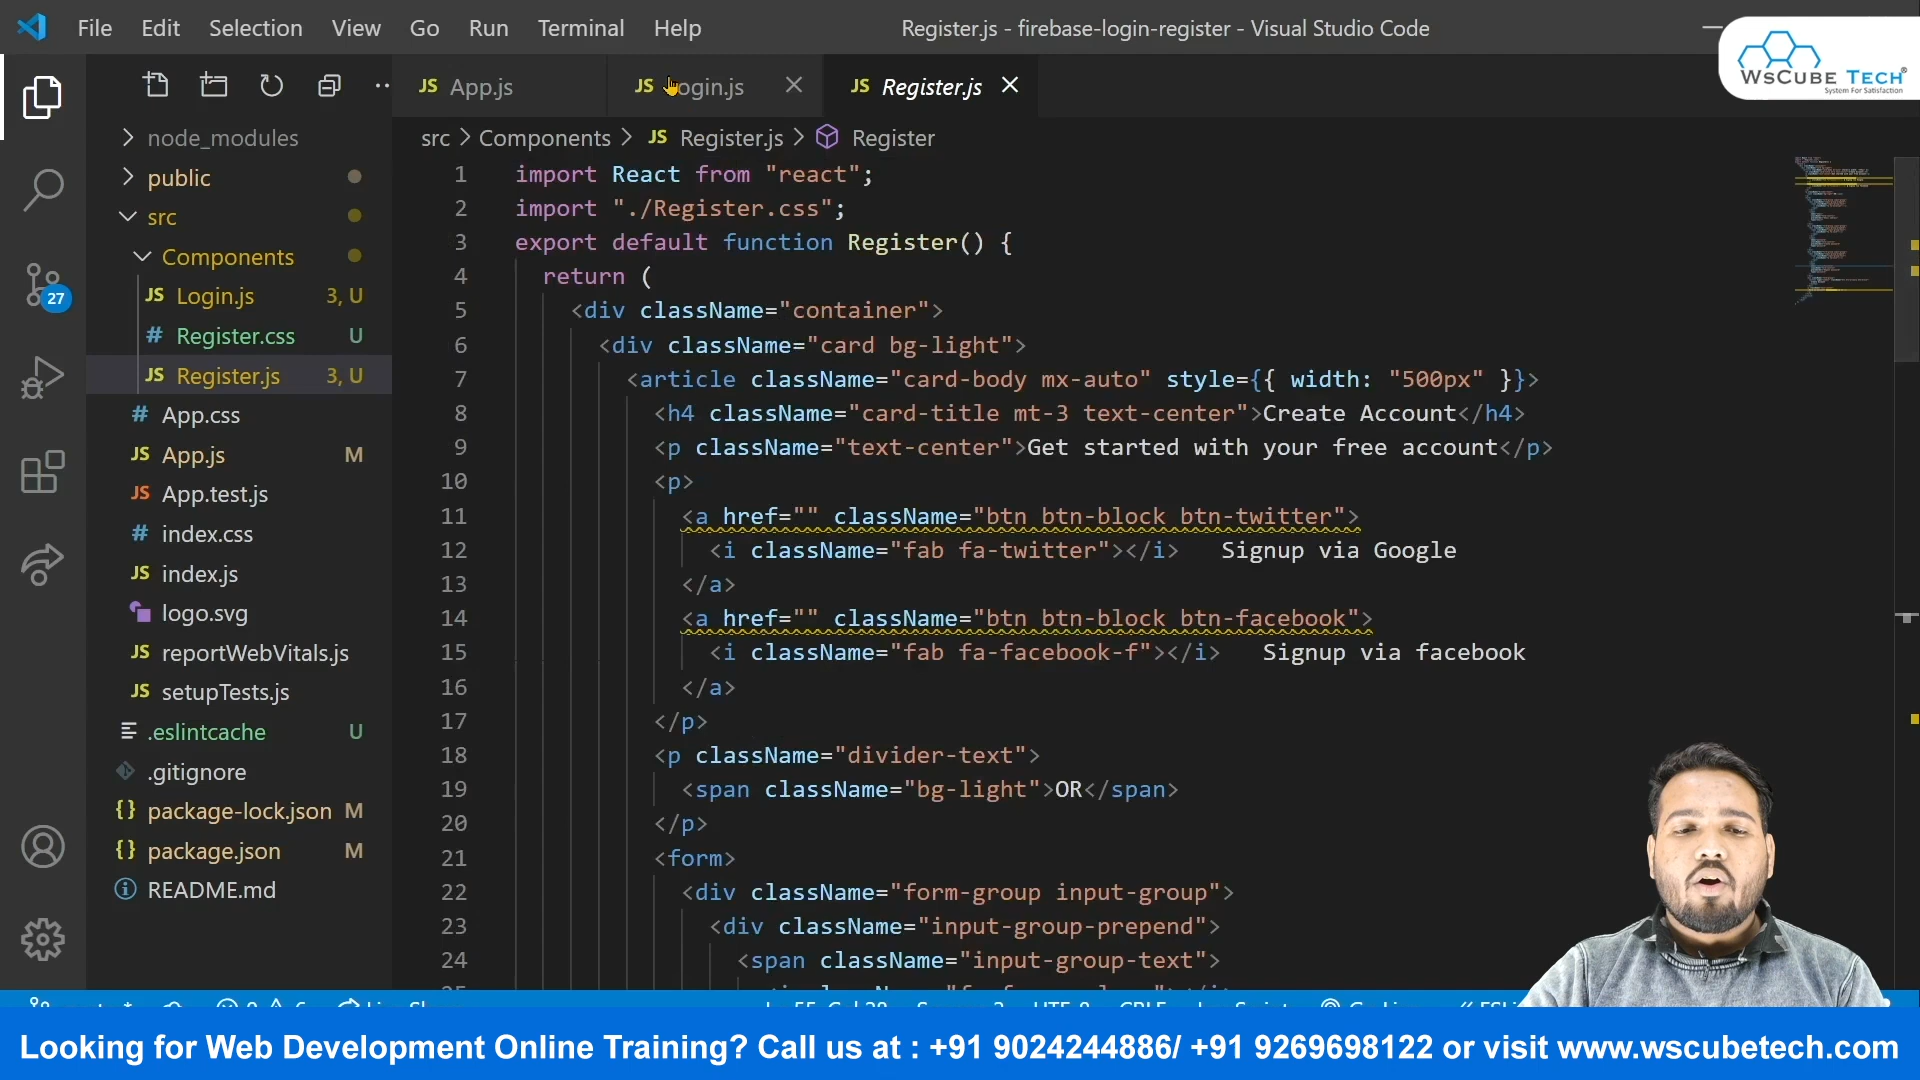 File Edit Selection View Go Run Terminal Help
Register.js - firebase-login-register - Visual Studio Code
WsCube Tech®
System For Satisfaction
JS App.js
JS Login.js
JS Register.js
src > Components > JS Register.js > Register
node_modules
public
src
Components
JS Login.js 3, U
# Register.css U
JS Register.js 3, U
# App.css
JS App.js M
JS App.test.js
# index.css
JS index.js
logo.svg
JS reportWebVitals.js
JS setupTests.js
.eslintcache U
.gitignore
{} package-lock.json M
{} package.json M
README.md
27
1 import React from "react";
2 import "./Register.css";
3 export default function Register() {
4 return (
5 <div className="container">
6 <div className="card bg-light">
7 <article className="card-body mx-auto" style={{ width: "500px" }}>
8 <h4 className="card-title mt-3 text-center">Create Account</h4>
9 <p className="text-center">Get started with your free account</p>
10 <p>
11 <a href="" className="btn btn-block btn-twitter">
12 <i className="fab fa-twitter"></i>   Signup via Google
13 </a>
14 <a href="" className="btn btn-block btn-facebook">
15 <i className="fab fa-facebook-f"></i>   Signup via facebook
16 </a>
17 </p>
18 <p className="divider-text">
19 <span className="bg-light">OR</span>
20 </p>
21 <form>
22 <div className="form-group input-group">
23 <div className="input-group-prepend">
24 <span className="input-group-text">
Looking for Web Development Online Training? Call us at : +91 9024244886/ +91 9269698122 or visit www.wscubetech.com